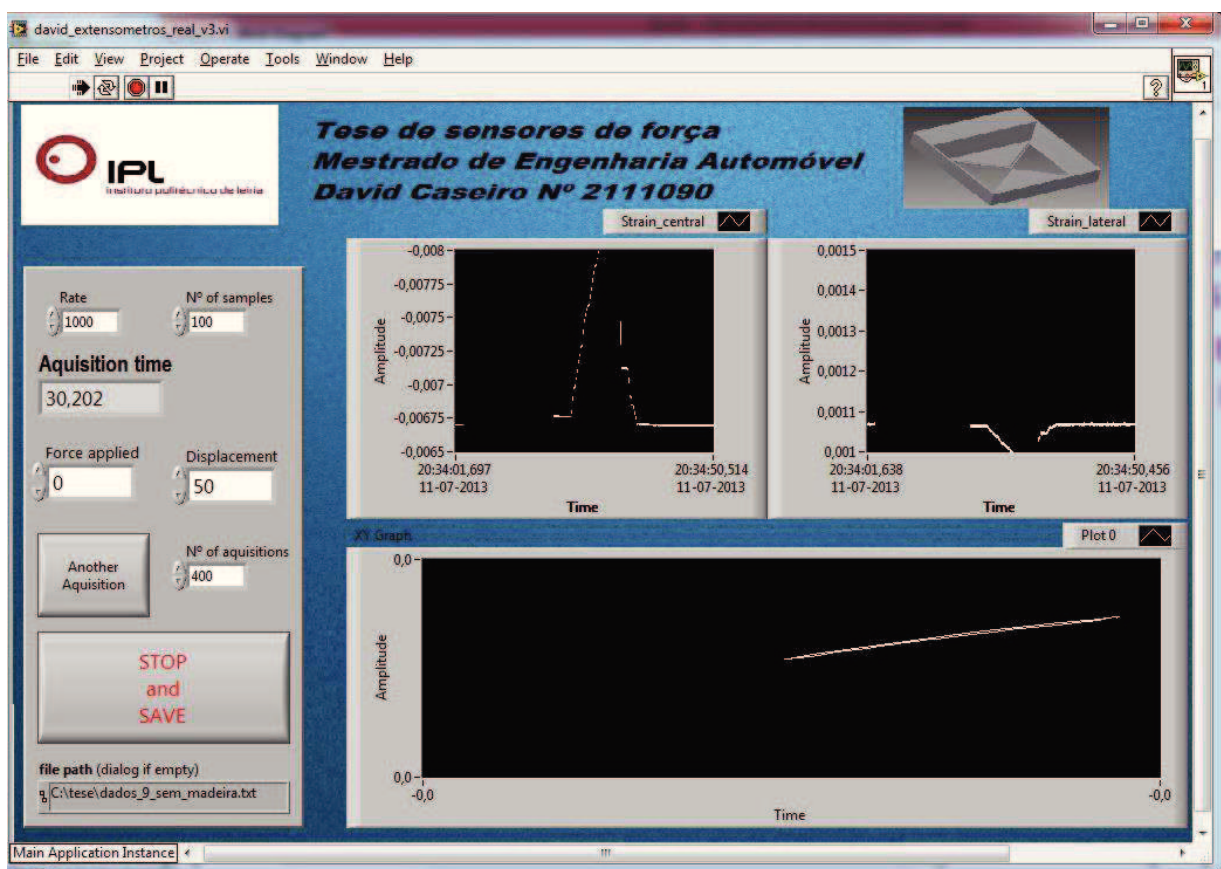 david_extensometros_real_v3.vi
File Edit View Project Operate Tools Window Help
1
IPL
instituto politécnico de leiria
Tese de sensores de força
Mestrado de Engenharia Automóvel
David Caseiro Nº 2111090
Strain_central
Strain_lateral
Rate
Nº of samples
1000
100
Aquisition time
30,202
Force applied
Displacement
0
50
Another
Aquisition
Nº of aquisitions
400
STOP
and
SAVE
file path (dialog if empty)
C:\tese\dados_9_sem_madeira.txt
Amplitude
-0,008
-0,00775
-0,0075
-0,00725
-0,007
-0,00675
-0,0065
20:34:01,697
11-07-2013
20:34:50,514
11-07-2013
Time
Amplitude
0,0015
0,0014
0,0013
0,0012
0,0011
0,001
20:34:01,638
11-07-2013
20:34:50,456
11-07-2013
Time
XY Graph
Plot 0
Amplitude
0,0
0,0
-0,0
-0,0
Time
Main Application Instance